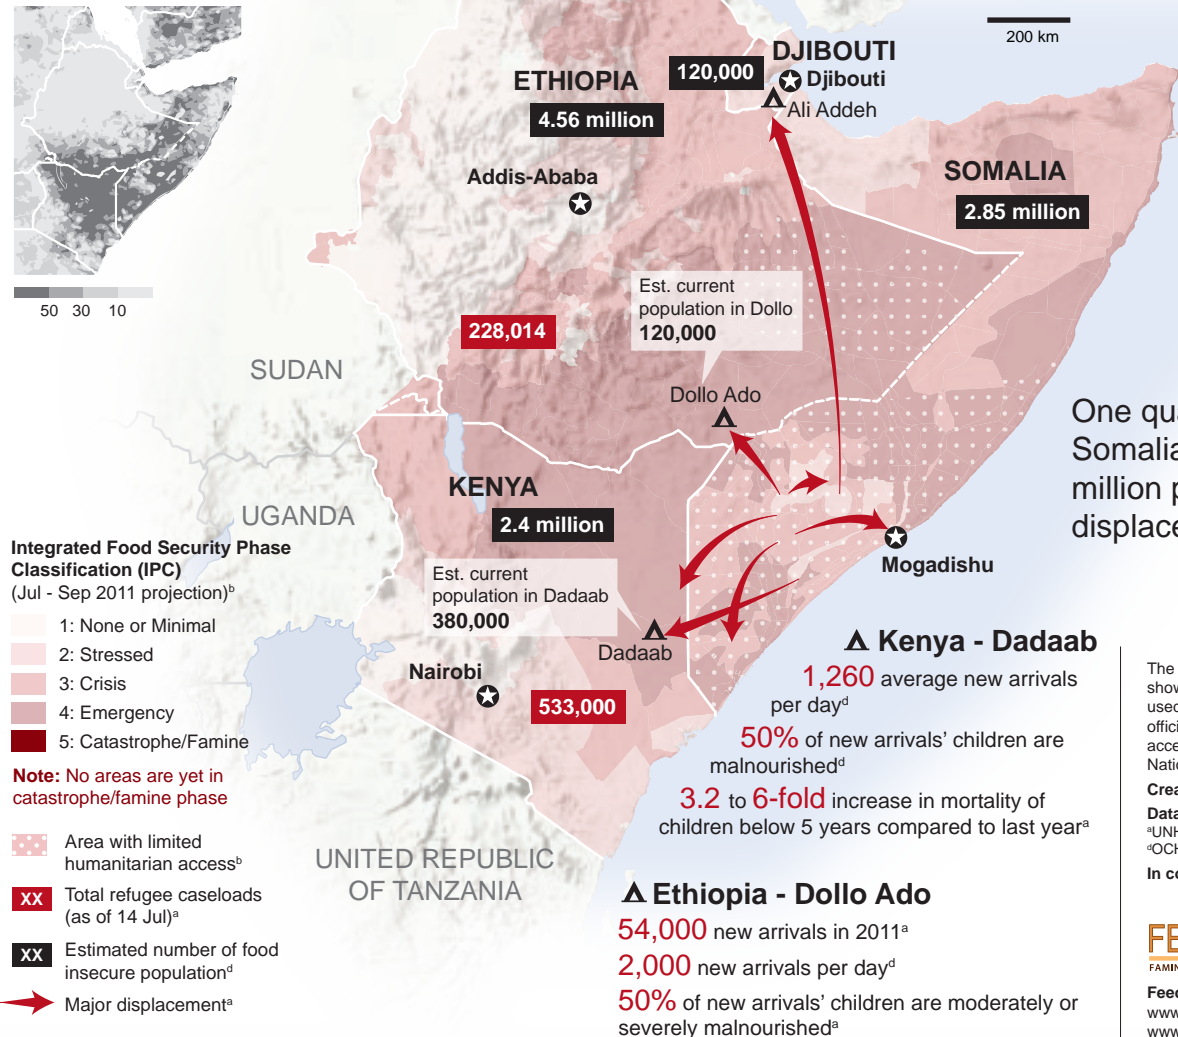 200 km
DJIBOUTI
120,000
Djibouti
Ali Addeh
ETHIOPIA
4.56 million
Addis-Ababa
SOMALIA
2.85 million
50 30 10
Est. current
population in Dollo
120,000
228,014
SUDAN
Dollo Ado
One qua
Somalia
million p
displace
KENYA
2.4 million
UGANDA
Mogadishu
Est. current
population in Dadaab
380,000
Dadaab
Nairobi
533,000
UNITED REPUBLIC
OF TANZANIA
Integrated Food Security Phase
Classification (IPC)
(Jul - Sep 2011 projection)ᵇ
1: None or Minimal
2: Stressed
3: Crisis
4: Emergency
5: Catastrophe/Famine
Note: No areas are yet in
catastrophe/famine phase
Area with limited
humanitarian accessᵇ
XX Total refugee caseloads
(as of 14 Jul)ᵃ
XX Estimated number of food
insecure populationᵈ
Major displacementᵃ
Kenya - Dadaab
1,260 average new arrivals
per dayᵈ
50% of new arrivals' children are
malnourishedᵈ
3.2 to 6-fold increase in mortality of
children below 5 years compared to last yearᵃ
Ethiopia - Dollo Ado
54,000 new arrivals in 2011ᵃ
2,000 new arrivals per dayᵈ
50% of new arrivals' children are moderately or
severely malnourishedᵃ
The
show
used
offici
acce
Natio
Crea
Data
ᵃUNH
ᵈOCH
In co
FE
FAMIN
Feed
www
www